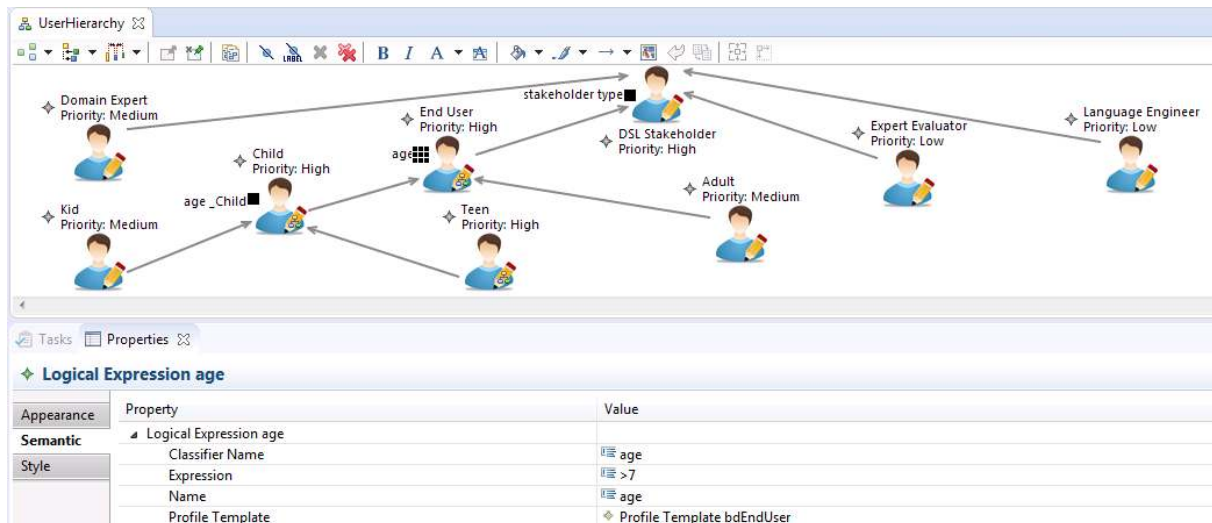 UserHierarchy
LABL
B I A
stakeholder type
Domain Expert
Priority: Medium
End User
Priority: High
DSL Stakeholder
Priority: High
Expert Evaluator
Priority: Low
Language Engineer
Priority: Low
Child
Priority: High
age
age _Child
Adult
Priority: Medium
Kid
Priority: Medium
Teen
Priority: High
Tasks
Properties
Logical Expression age
Appearance
Semantic
Style
Property Value
Logical Expression age
Classifier Name age
Expression >7
Name age
Profile Template Profile Template bdEndUser